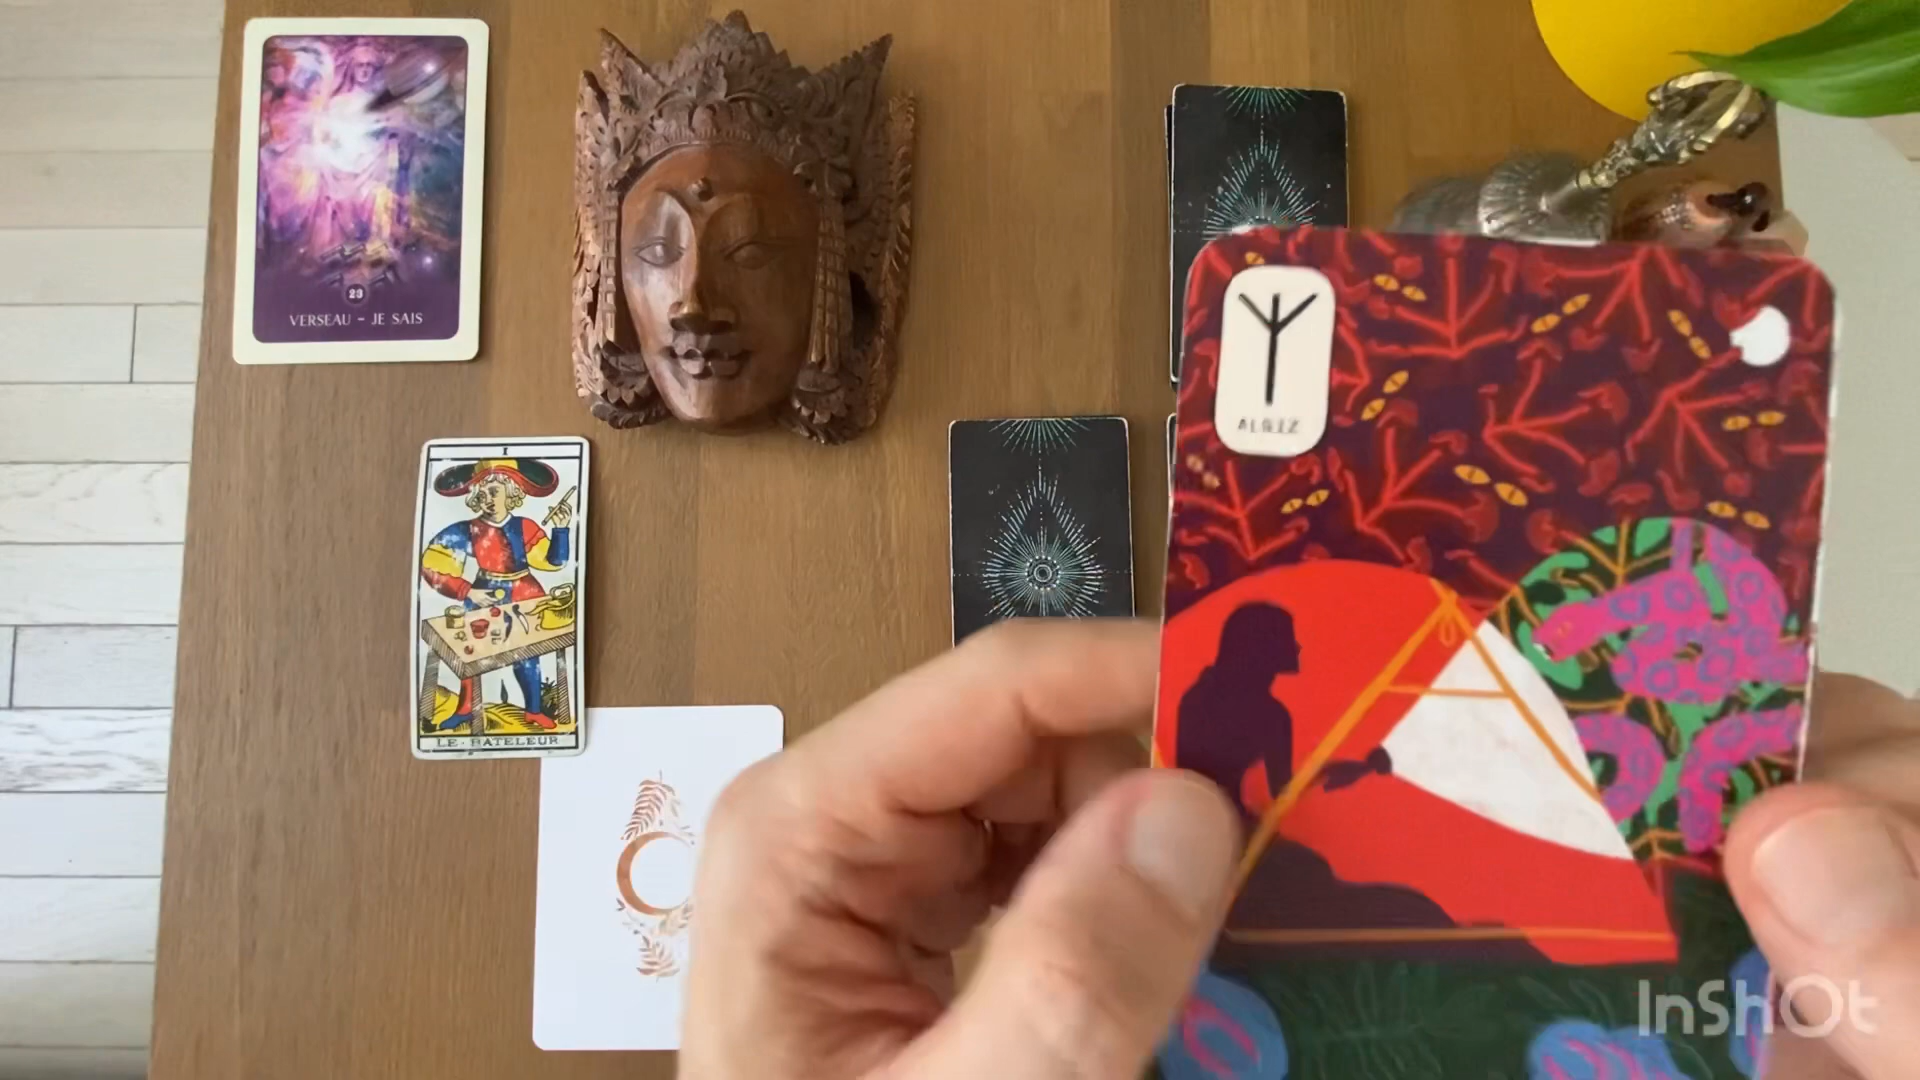 23
VERSEAU - JE SAIS
I
LE·BATELEUR
ALGIZ
InShOt